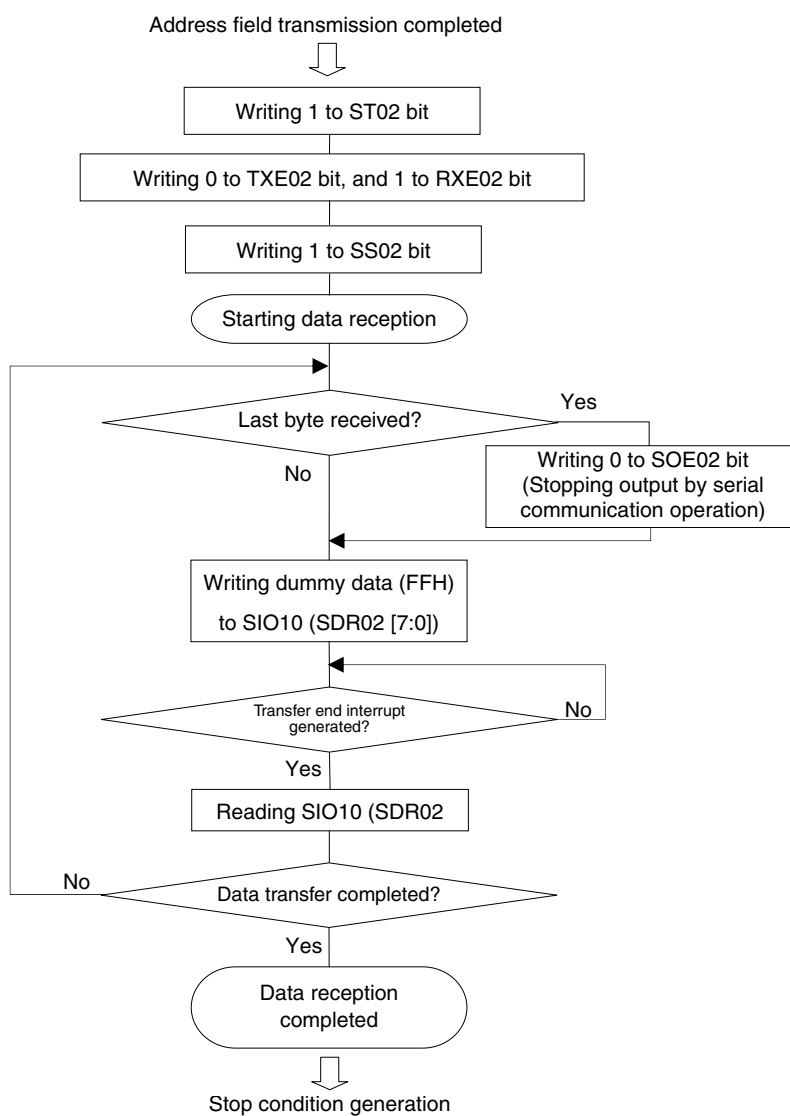 Address field transmission completed
Writing 1 to ST02 bit
Writing 0 to TXE02 bit, and 1 to RXE02 bit
Writing 1 to SS02 bit
Starting data reception
Last byte received?
Yes
No
Writing 0 to SOE02 bit
(Stopping output by serial
communication operation)
Writing dummy data (FFH)
to SIO10 (SDR02 [7:0])
Transfer end interrupt
generated?
No
Yes
Reading SIO10 (SDR02
No
Data transfer completed?
Yes
Data reception
completed
Stop condition generation